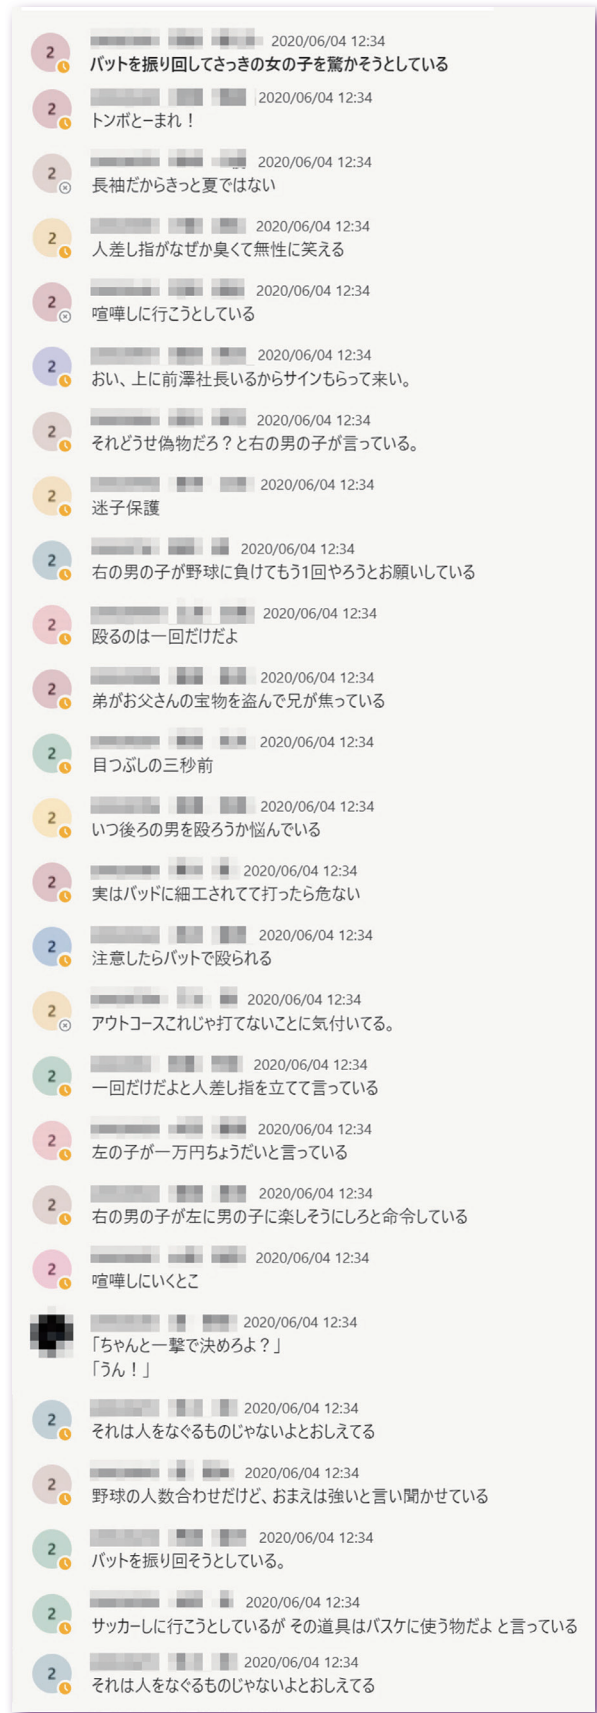 2 2020/06/04 12:34
バットを振り回してさっきの女の子を驚かそうとしている
2 2020/06/04 12:34
トンボとーまれ！
2 2020/06/04 12:34
長袖だからきっと夏ではない
2 2020/06/04 12:34
人差し指がなぜか臭くて無性に笑える
2 2020/06/04 12:34
喧嘩しに行こうとしている
2 2020/06/04 12:34
おい、上に前澤社長いるからサインもらって来い。
2 2020/06/04 12:34
それどうせ偽物だろ？と右の男の子が言っている。
2 2020/06/04 12:34
迷子保護
2 2020/06/04 12:34
右の男の子が野球に負けてもう1回やろうとお願いしている
2 2020/06/04 12:34
殴るのは一回だけだよ
2 2020/06/04 12:34
弟がお父さんの宝物を盗んで兄が焦っている
2 2020/06/04 12:34
目つぶしの三秒前
2 2020/06/04 12:34
いつ後ろの男を殴ろうか悩んでいる
2 2020/06/04 12:34
実はバッドに細工されてて打ったら危ない
2 2020/06/04 12:34
注意したらバットで殴られる
2 2020/06/04 12:34
アウトコースこれじゃ打てないことに気付いてる。
2 2020/06/04 12:34
一回だけだよと人差し指を立てて言っている
2 2020/06/04 12:34
左の子が一万円ちょうだいと言っている
2 2020/06/04 12:34
右の男の子が左に男の子に楽しそうにしろと命令している
2 2020/06/04 12:34
喧嘩しにいくとこ
2020/06/04 12:34
「ちゃんと一撃で決めろよ？」
「うん！」
2 2020/06/04 12:34
それは人をなぐるものじゃないよとおしえてる
2 2020/06/04 12:34
野球の人数合わせだけど、おまえは強いと言い聞かせている
2 2020/06/04 12:34
バットを振り回そうとしている。
2 2020/06/04 12:34
サッカーしに行こうとしているが その道具はバスケに使う物だよ と言っている
2 2020/06/04 12:34
それは人をなぐるものじゃないよとおしえてる